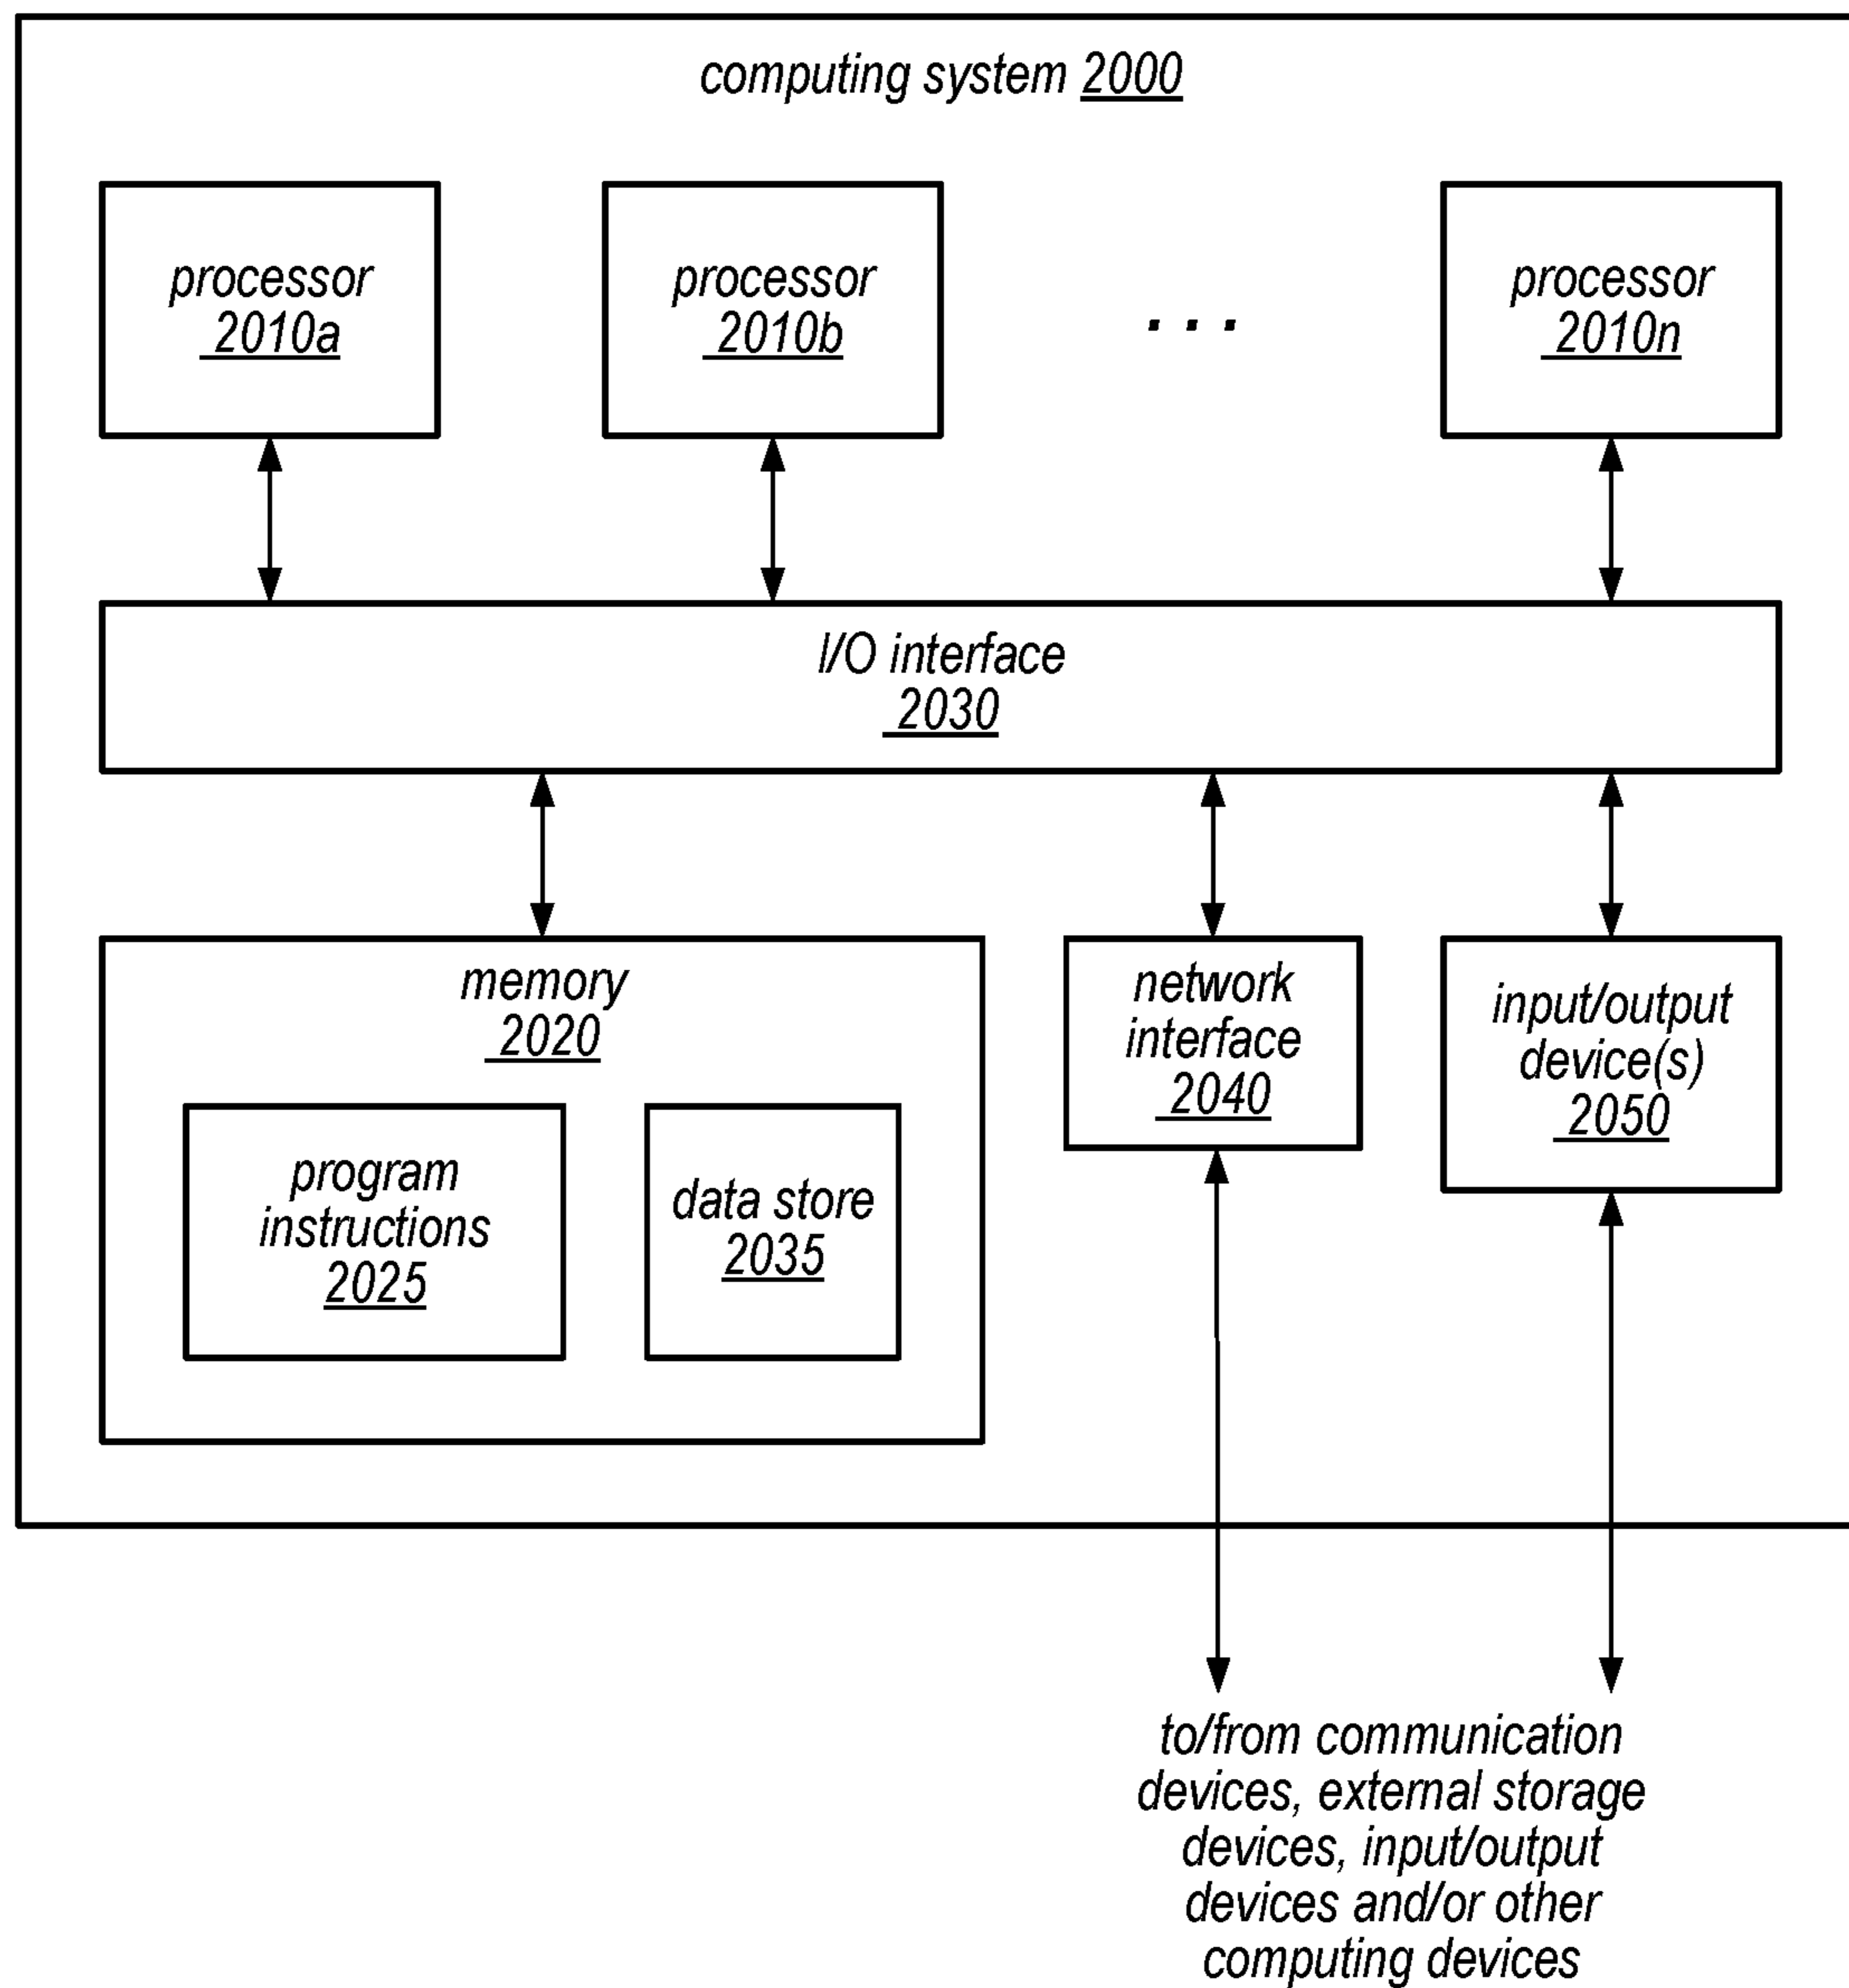 computing system 2000
processor
2010a
processor
2010b
. . .
processor
2010n
I/O interface
2030
memory
2020
program
instructions
2025
data store
2035
network
interface
2040
input/output
device(s)
2050
to/from communication
devices, external storage
devices, input/output
devices and/or other
computing devices